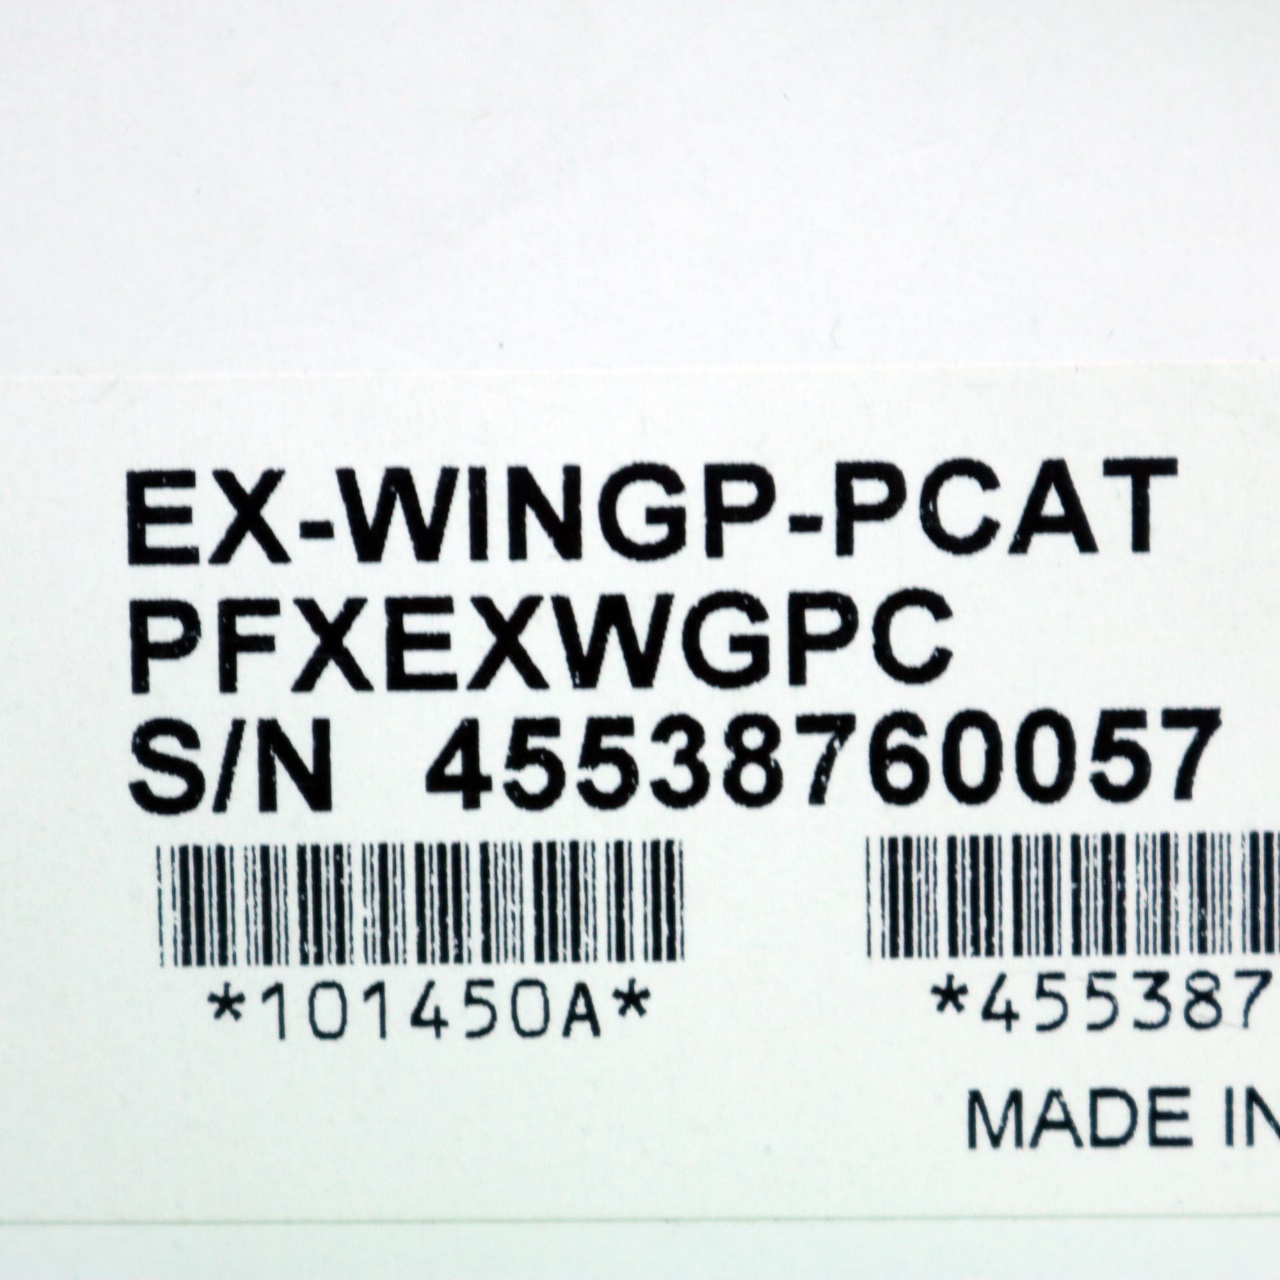 EX-WINGP-PCAT
PFXEXWGPC
S/N 45538760057
*101450A* *455387
MADE IN